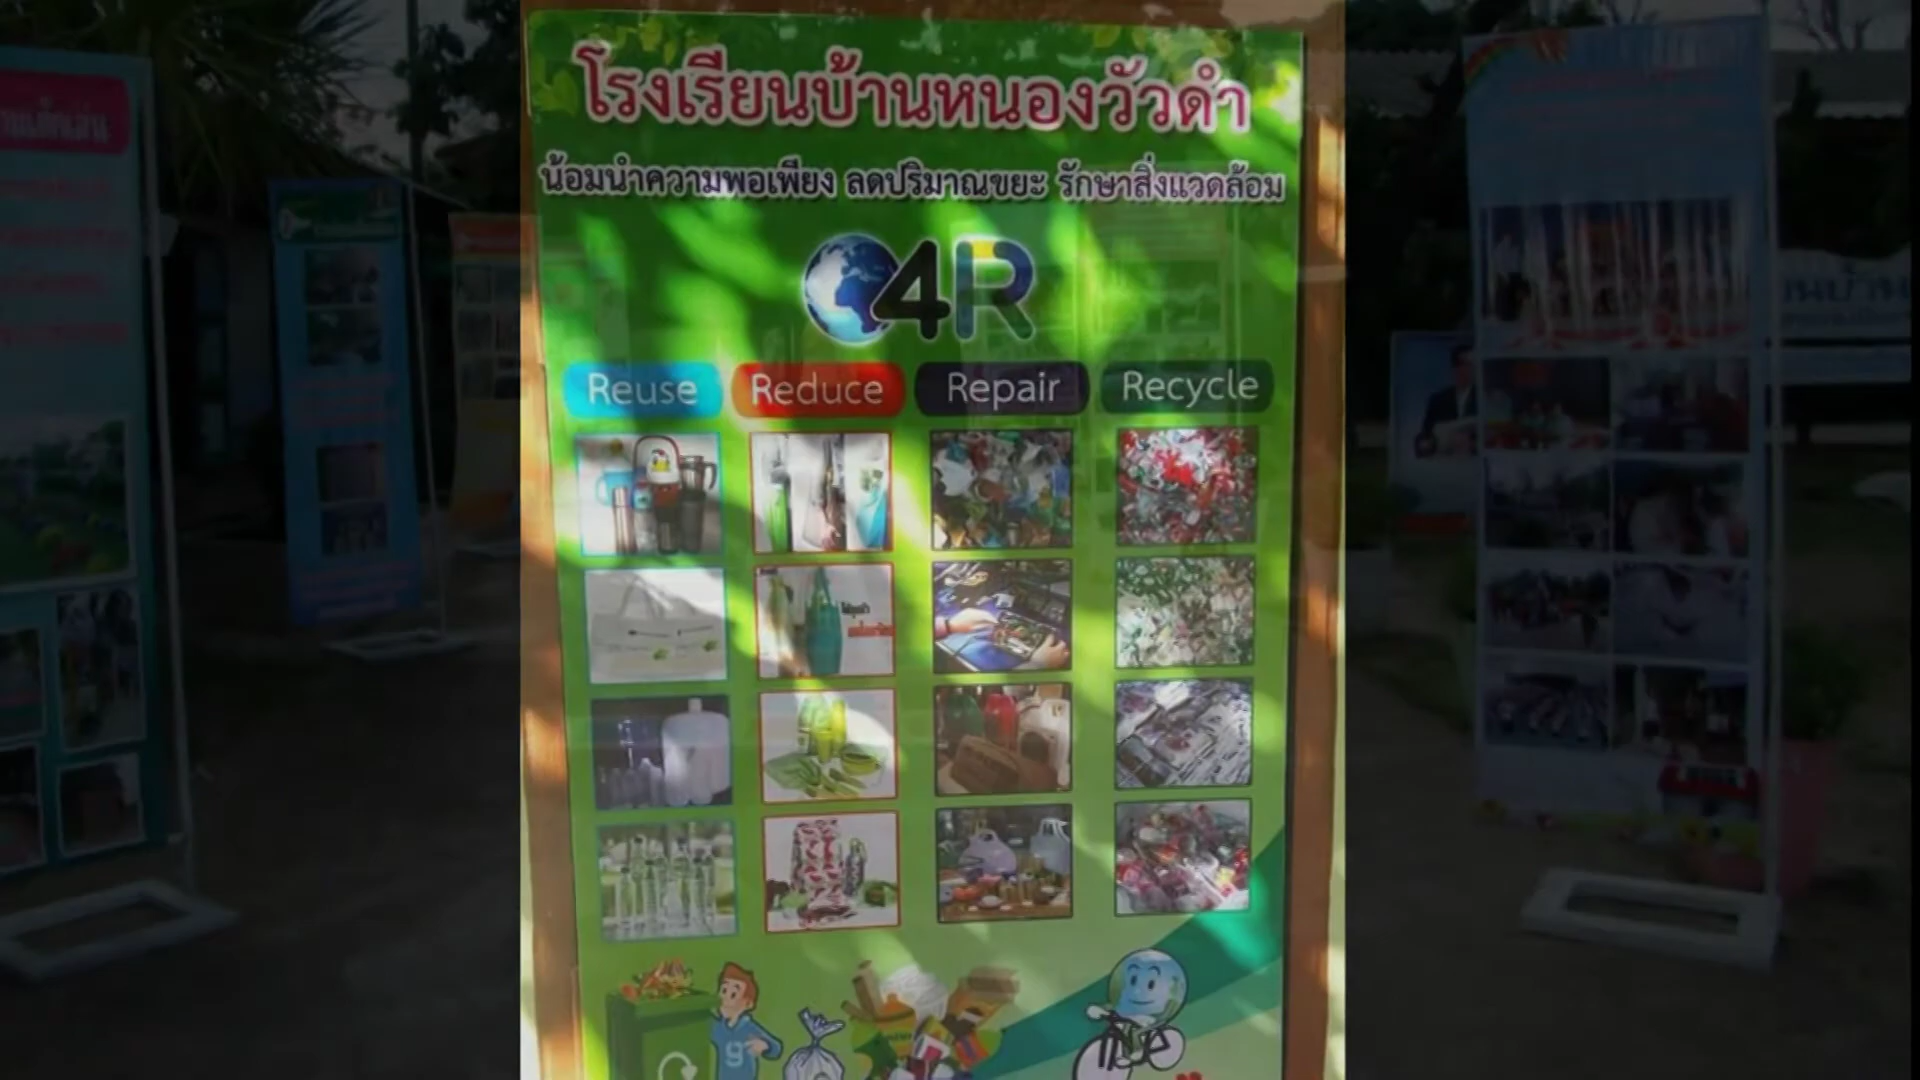 โรงเรียนบ้านหนองวัวดำ
น้อมนำความพอเพียง ลดปริมาณขยะ รักษาสิ่งแวดล้อม
4R
Reuse Reduce Repair Recycle